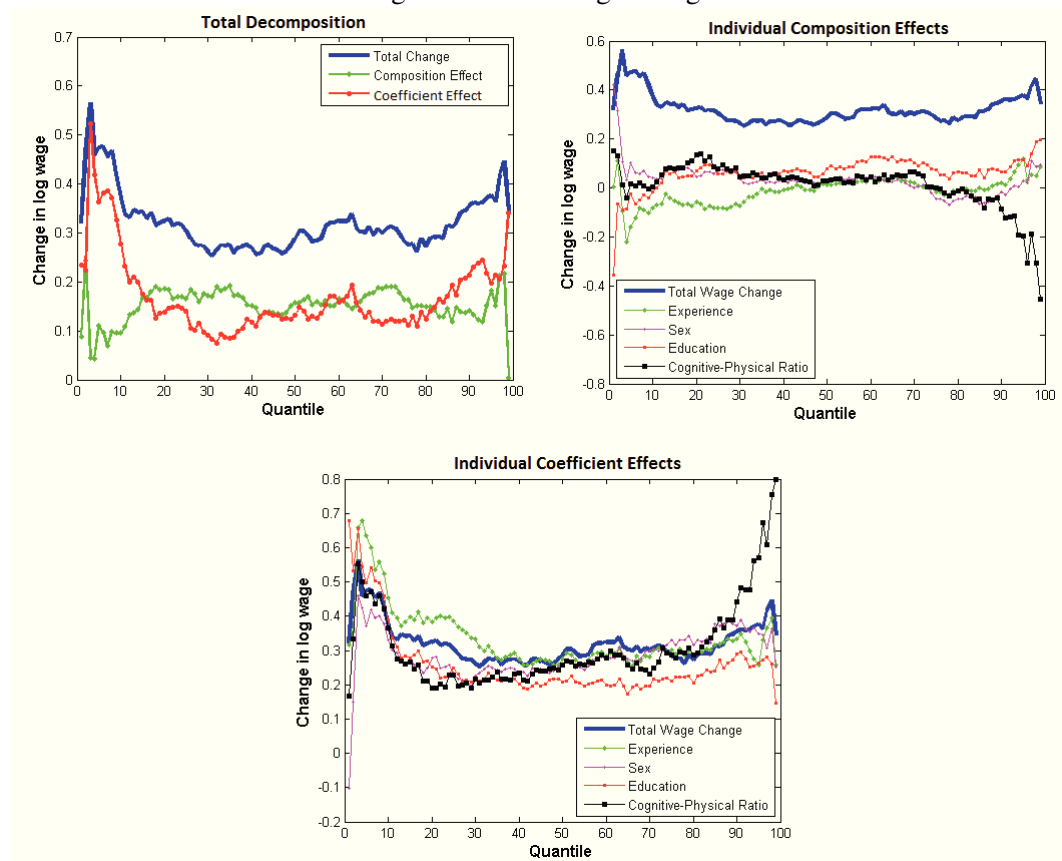 Total Decomposition
Change in log wage
0.7
0.6
0.5
0.4
0.3
0.2
0.1
0
Total Change
Composition Effect
Coefficient Effect
0 10 20 30 40 50 60 70 80 90 100
Quantile
Individual Composition Effects
Change in log wage
0.6
0.4
0.2
0
-0.2
-0.4
-0.6
-0.8
Total Wage Change
Experience
Sex
Education
Cognitive-Physical Ratio
0 10 20 30 40 50 60 70 80 90 100
Quantile
Individual Coefficient Effects
Change in log wage
0.8
0.7
0.6
0.5
0.4
0.3
0.2
0.1
0
-0.1
-0.2
Total Wage Change
Experience
Sex
Education
Cognitive-Physical Ratio
0 10 20 30 40 50 60 70 80 90 100
Quantile